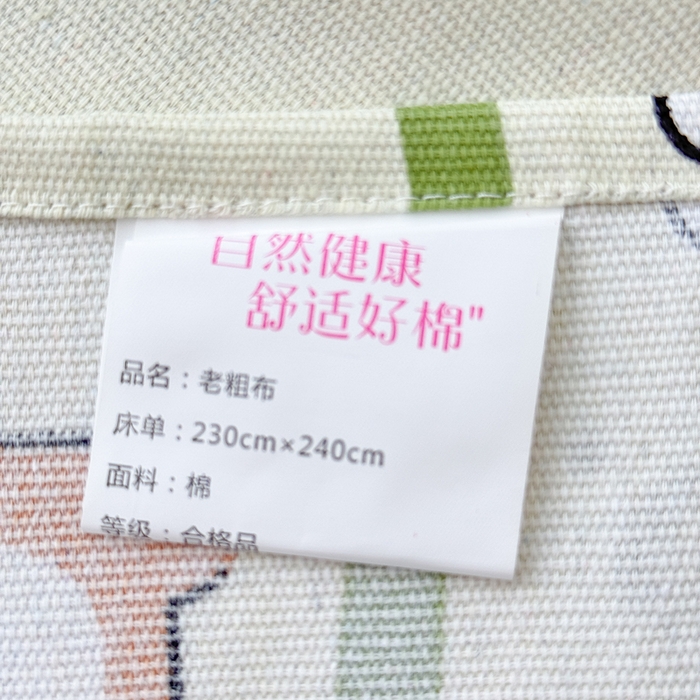 自然健康
舒适好棉"
品名：老粗布
床单：230cm×240cm
面料：棉
等级：合格品